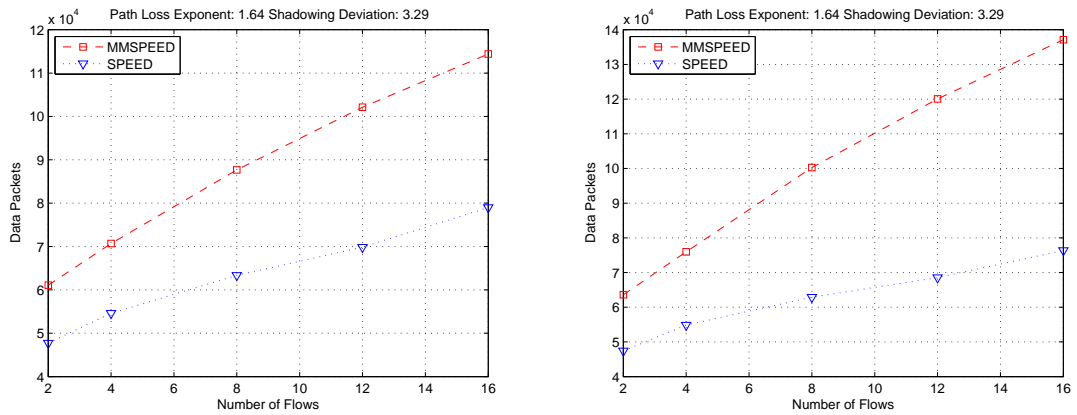 Path Loss Exponent: 1.64 Shadowing Deviation: 3.29
x 10^4
12
11
10
9
8
7
6
5
4
Data Packets
MMSPEED
SPEED
2 4 6 8 10 12 14 16
Number of Flows
Path Loss Exponent: 1.64 Shadowing Deviation: 3.29
x 10^4
14
13
12
11
10
9
8
7
6
5
4
Data Packets
MMSPEED
SPEED
2 4 6 8 10 12 14 16
Number of Flows